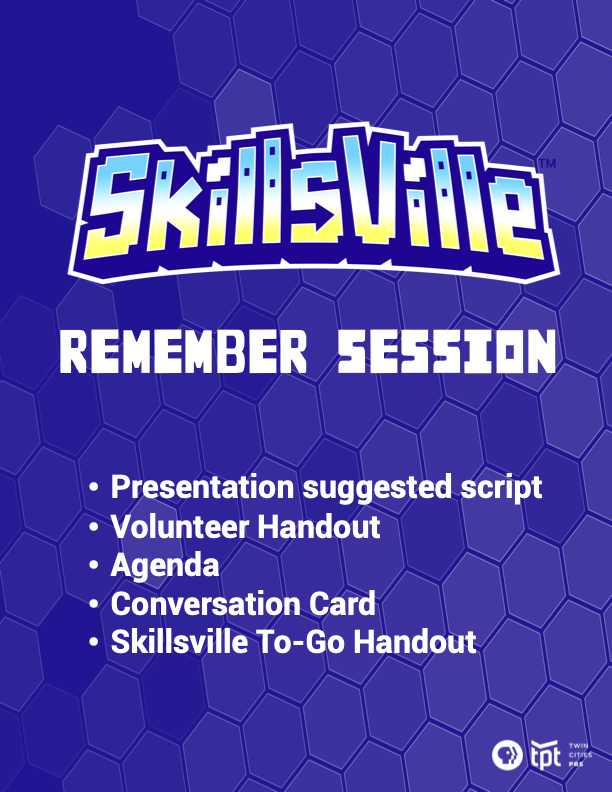 SkillsVille™
REMEMBER SESSION
• Presentation suggested script
• Volunteer Handout
• Agenda
• Conversation Card
• Skillsville To-Go Handout
tpt
TWIN
CITIES
PBS